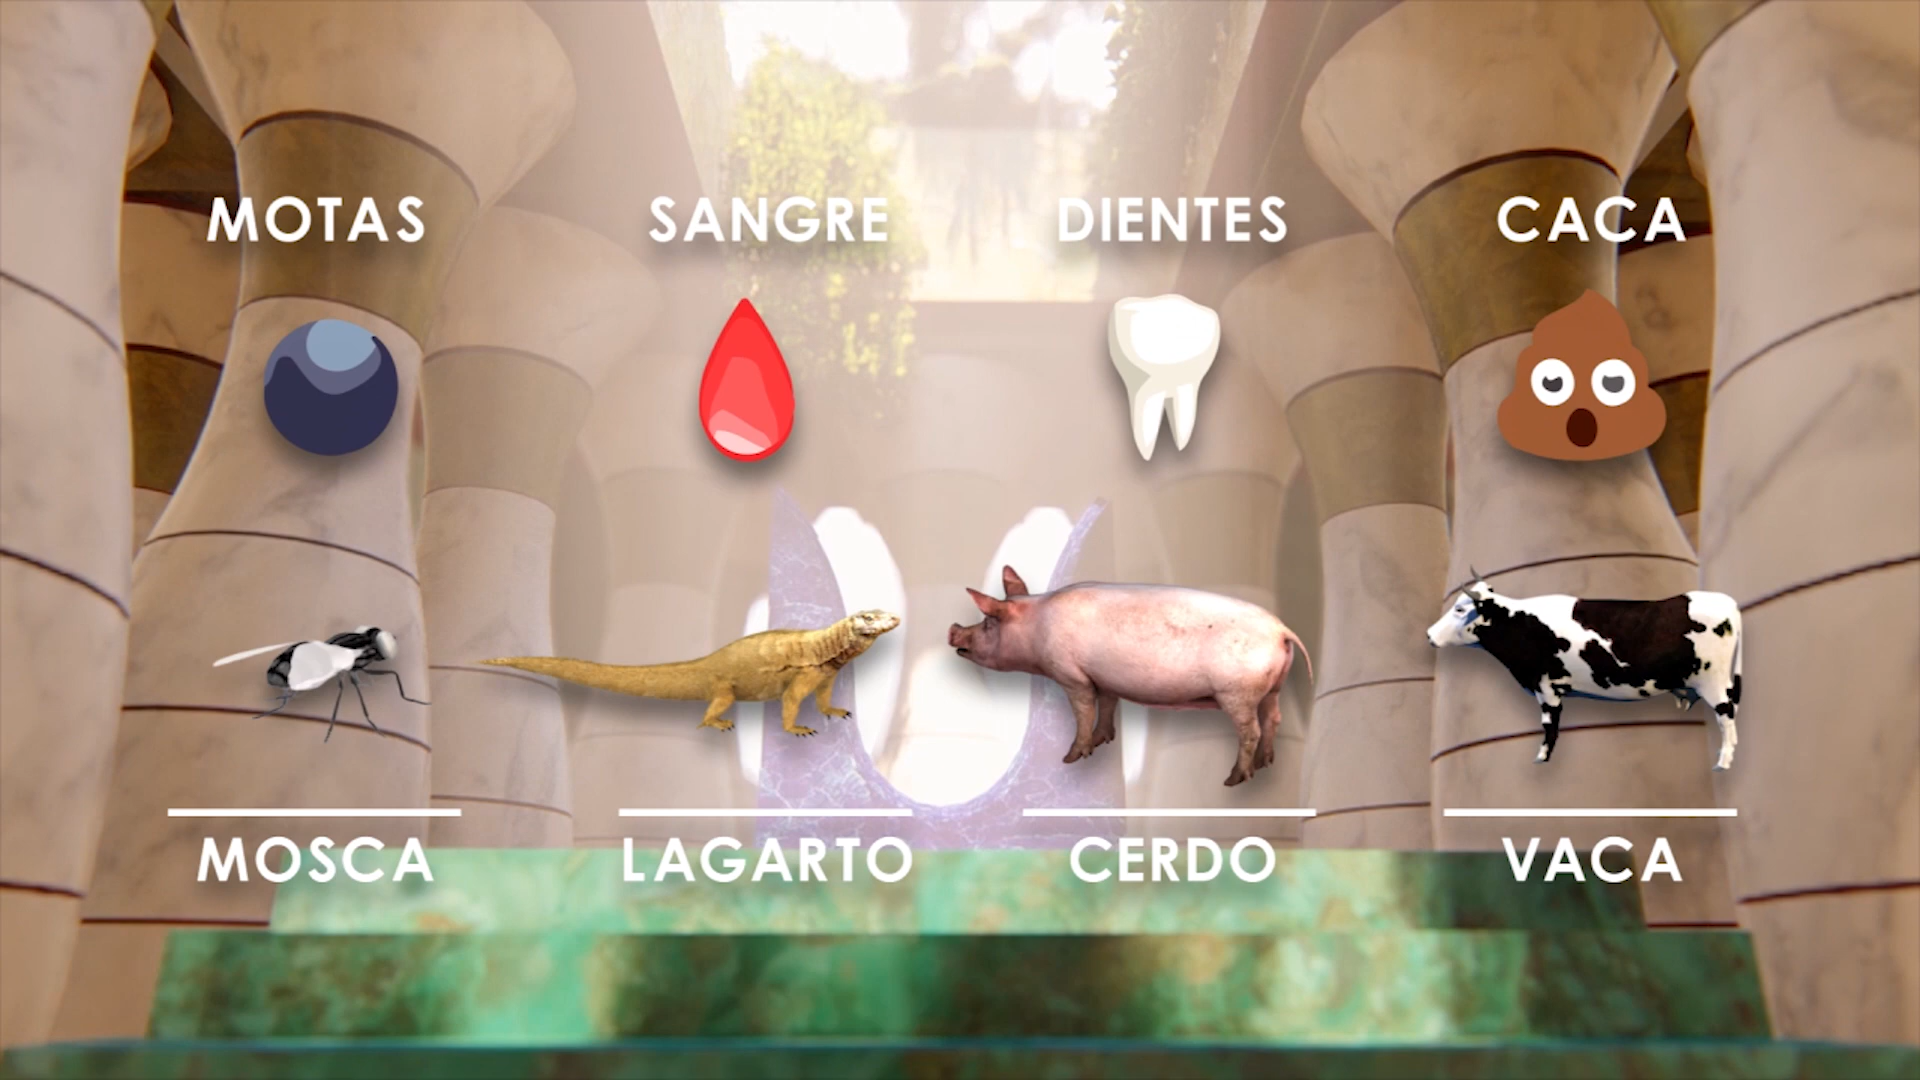 MOTAS
SANGRE
DIENTES
CACA
MOSCA
LAGARTO
CERDO
VACA